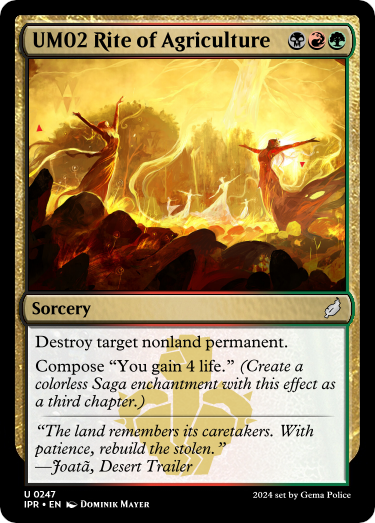 UM02 Rite of Agriculture
Sorcery
Destroy target nonland permanent.
Compose “You gain 4 life.” (Create a
colorless Saga enchantment with this effect as
a third chapter.)
“The land remembers its caretakers. With
patience, rebuild the stolen.”
—Joatã, Desert Trailer
U 0247
IPR • EN DOMINIK MAYER
2024 set by Gema Police